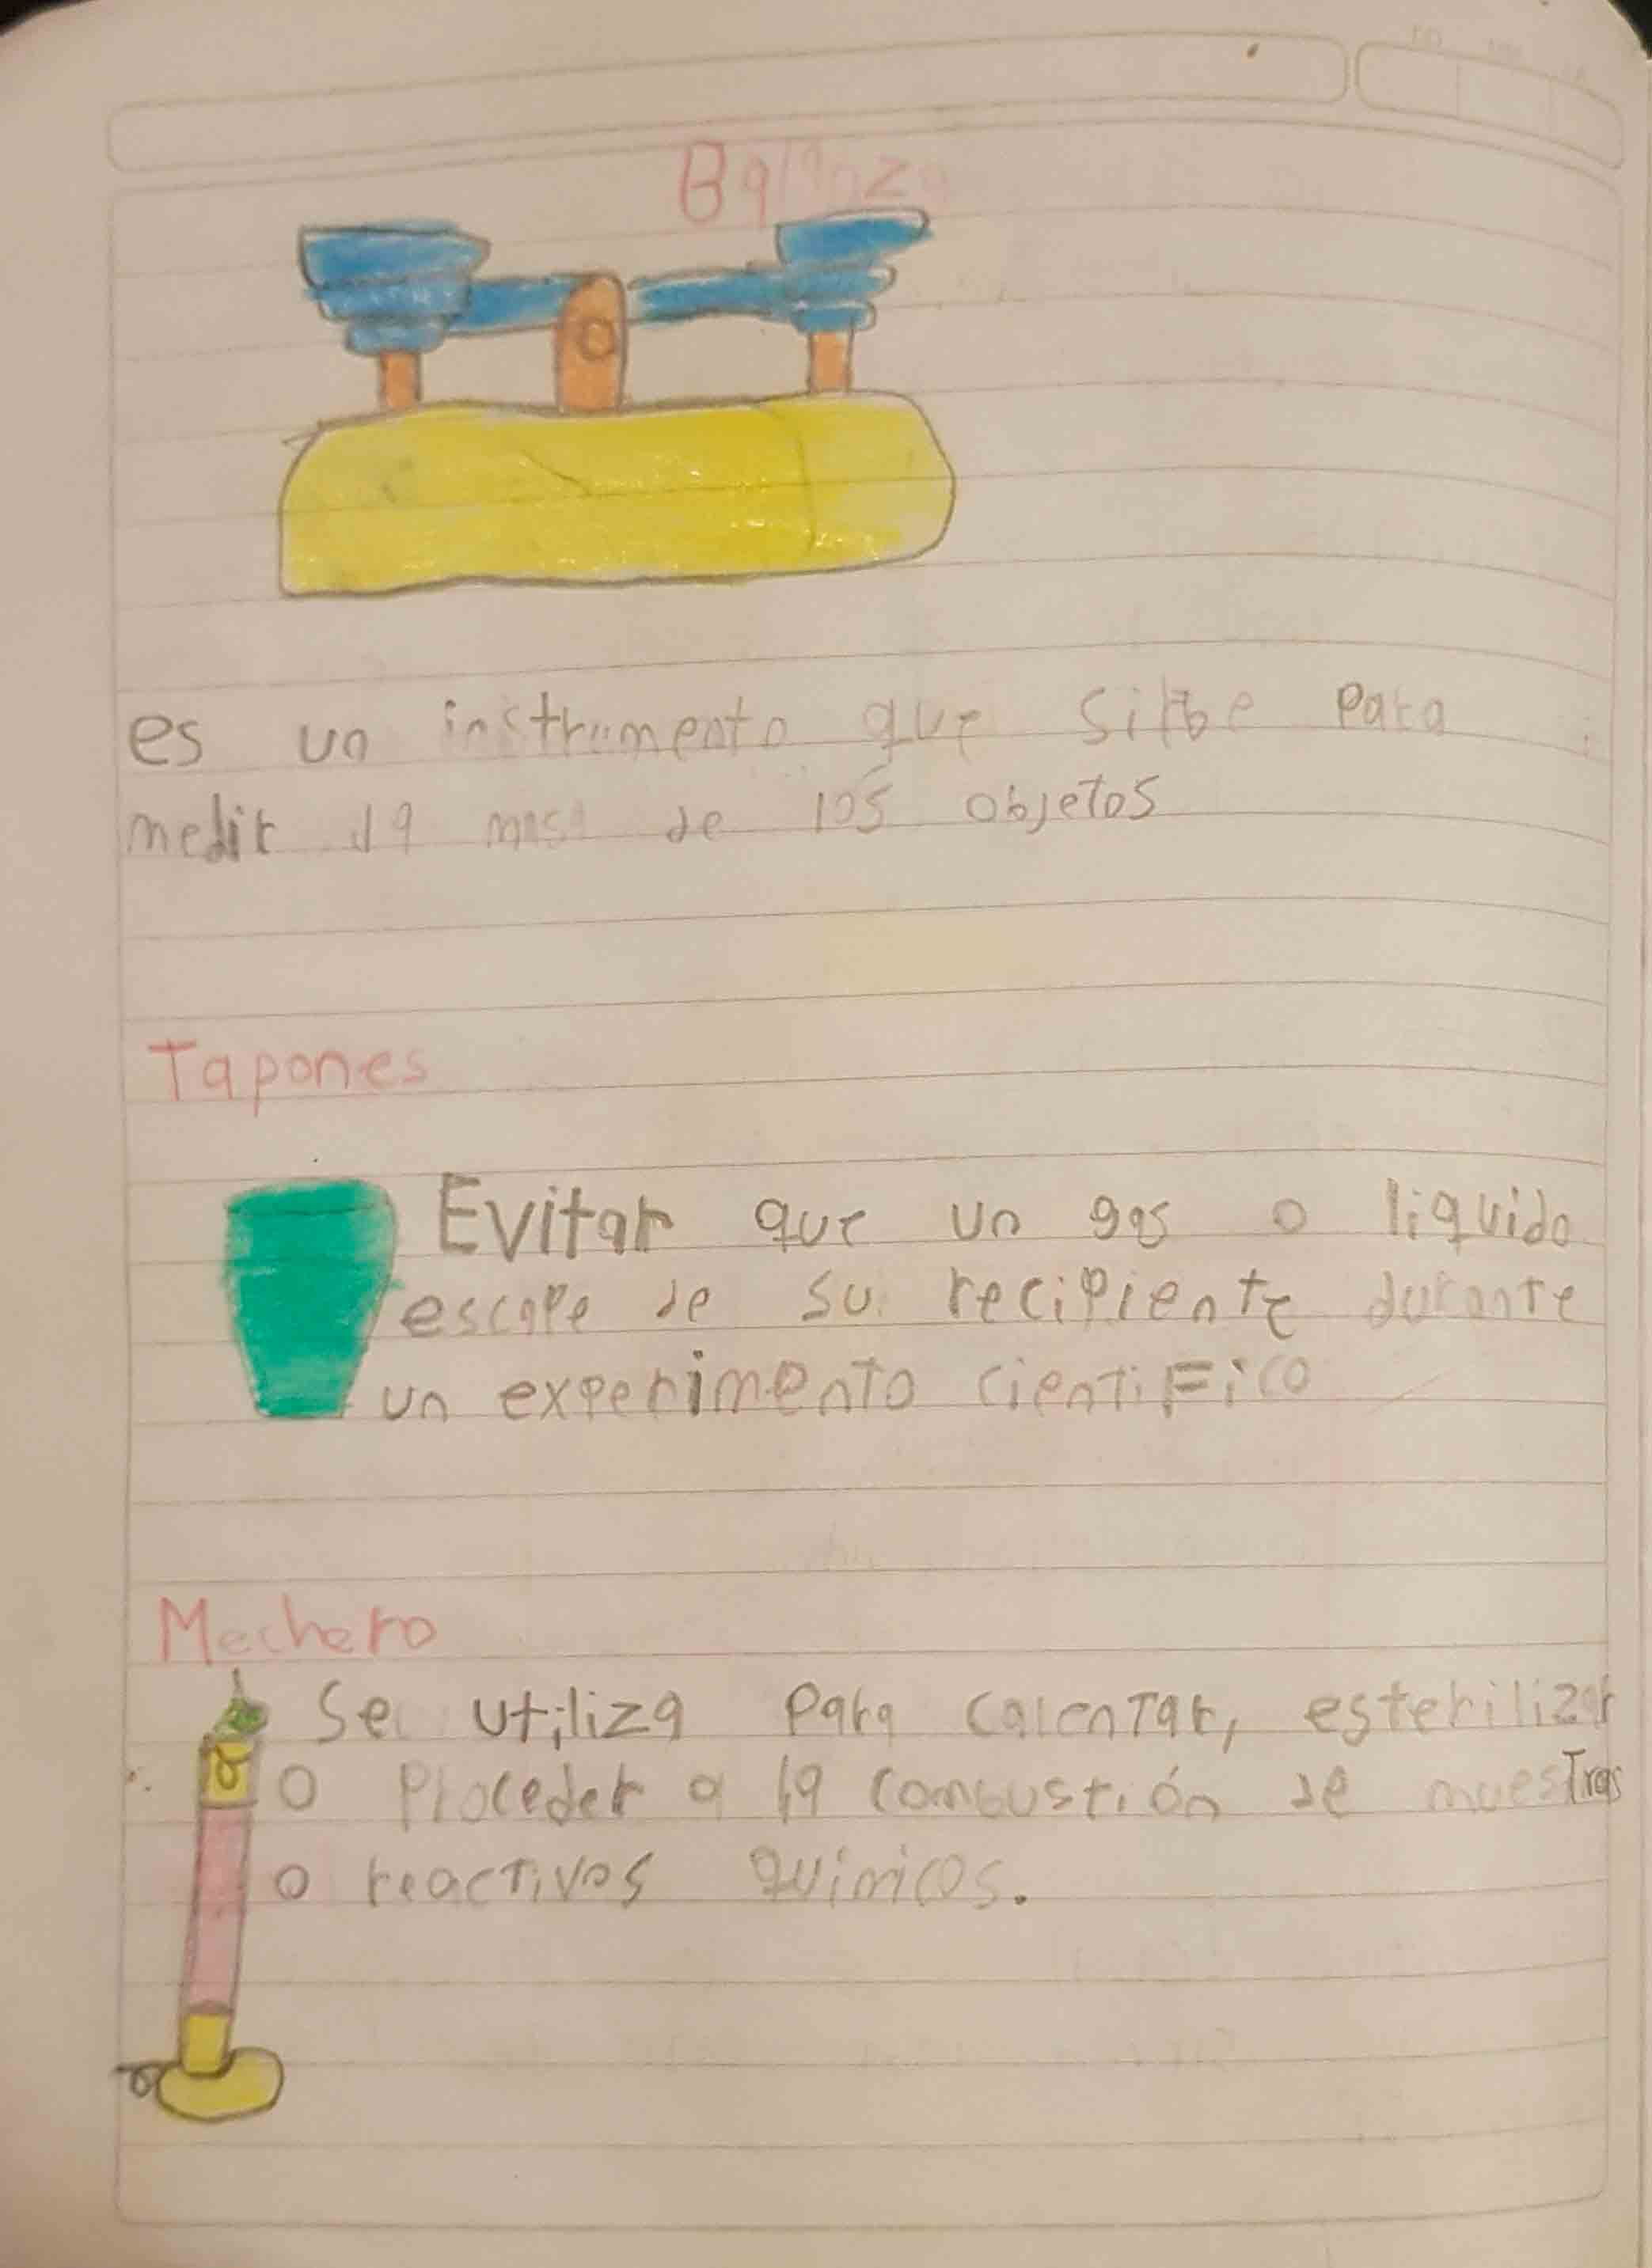 Balanza
es un instrumento que sirbe para
medir la masa de los objetos
Tapones
Evitar que un gas o liquido
escape de su recipiente durante
un experimento cientifico
Mechero
Se utiliza para calentar, esterilizar
o proceder a la combustión de muestras
o reactivos químicos.